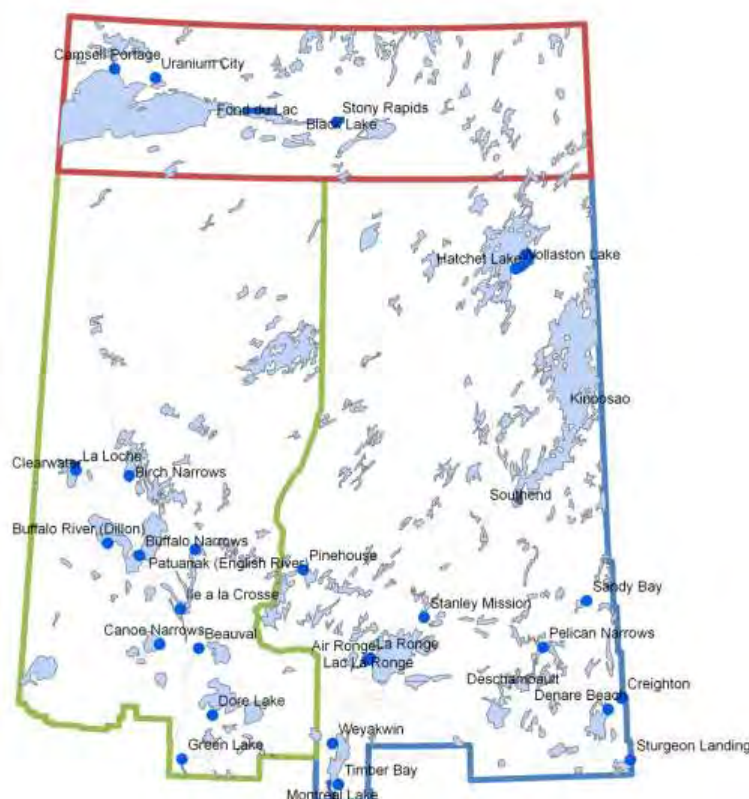 Camsell Portage
Uranium City
Fond du Lac
Stony Rapids
Black Lake
Hatchet Lake
Wollaston Lake
Kinoosao
Clearwater
La Loche
Birch Narrows
Southend
Buffalo River (Dillon)
Buffalo Narrows
Patuanak (English River)
Pinehouse
Ile a la Crosse
Stanley Mission
Sandy Bay
Canoe Narrows
Beauval
Air Ronge
La Ronge
Lac La Ronge
Pelican Narrows
Deschambault
Creighton
Denare Beach
Dore Lake
Weyakwin
Green Lake
Sturgeon Landing
Timber Bay
Montreal Lake